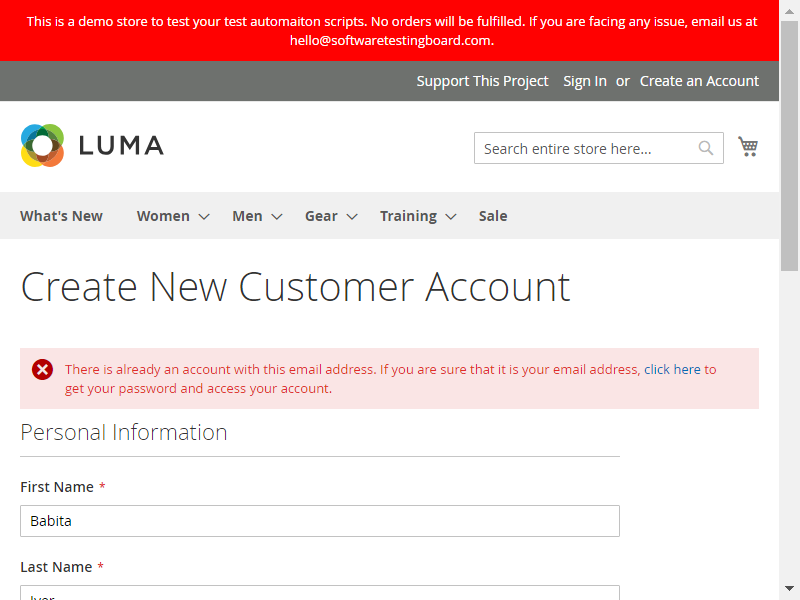 This is a demo store to test your test automaiton scripts. No orders will be fulfilled. If you are facing any issue, email us at
hello@softwaretestingboard.com.
Support This Project Sign In or Create an Account
LUMA
Search entire store here...
What's New Women Men Gear Training Sale
Create New Customer Account
There is already an account with this email address. If you are sure that it is your email address, click here to
get your password and access your account.
Personal Information
First Name *
Babita
Last Name *
Iyer